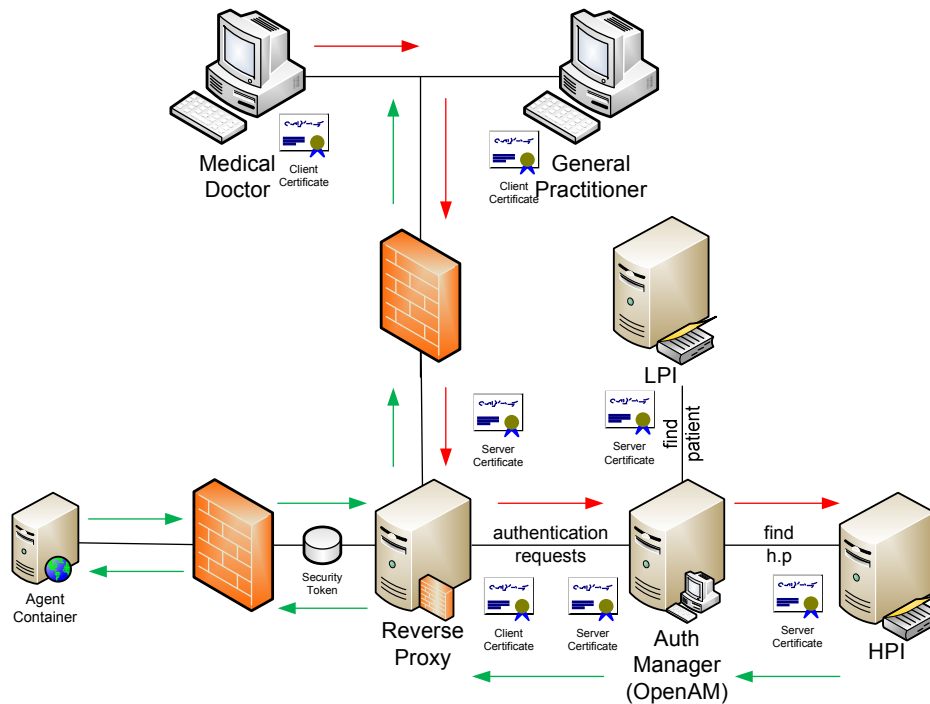 Medical
Doctor
Client
Certificate
General
Practitioner
Client
Certificate
LPI
Server
Certificate
Server
Certificate
find
patient
Agent
Container
Security
Token
Reverse
Proxy
authentication
requests
Client
Certificate
Server
Certificate
Auth
Manager
(OpenAM)
find
h.p
Server
Certificate
HPI